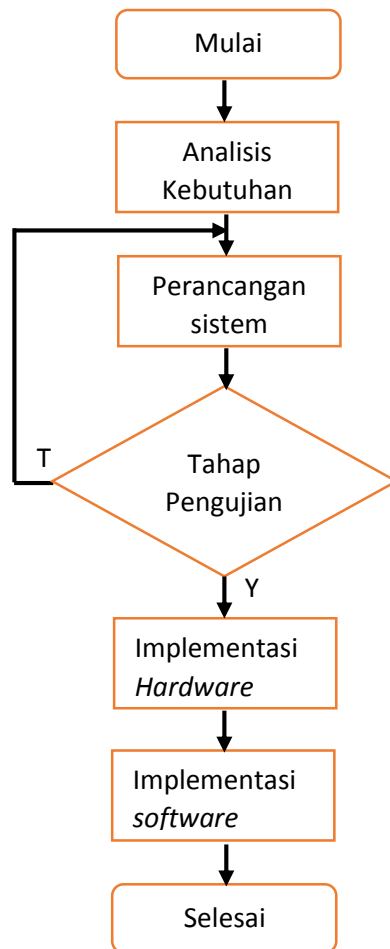 Mulai
Analisis
Kebutuhan
Perancangan
sistem
T
Tahap
Pengujian
Y
Implementasi
Hardware
Implementasi
software
Selesai